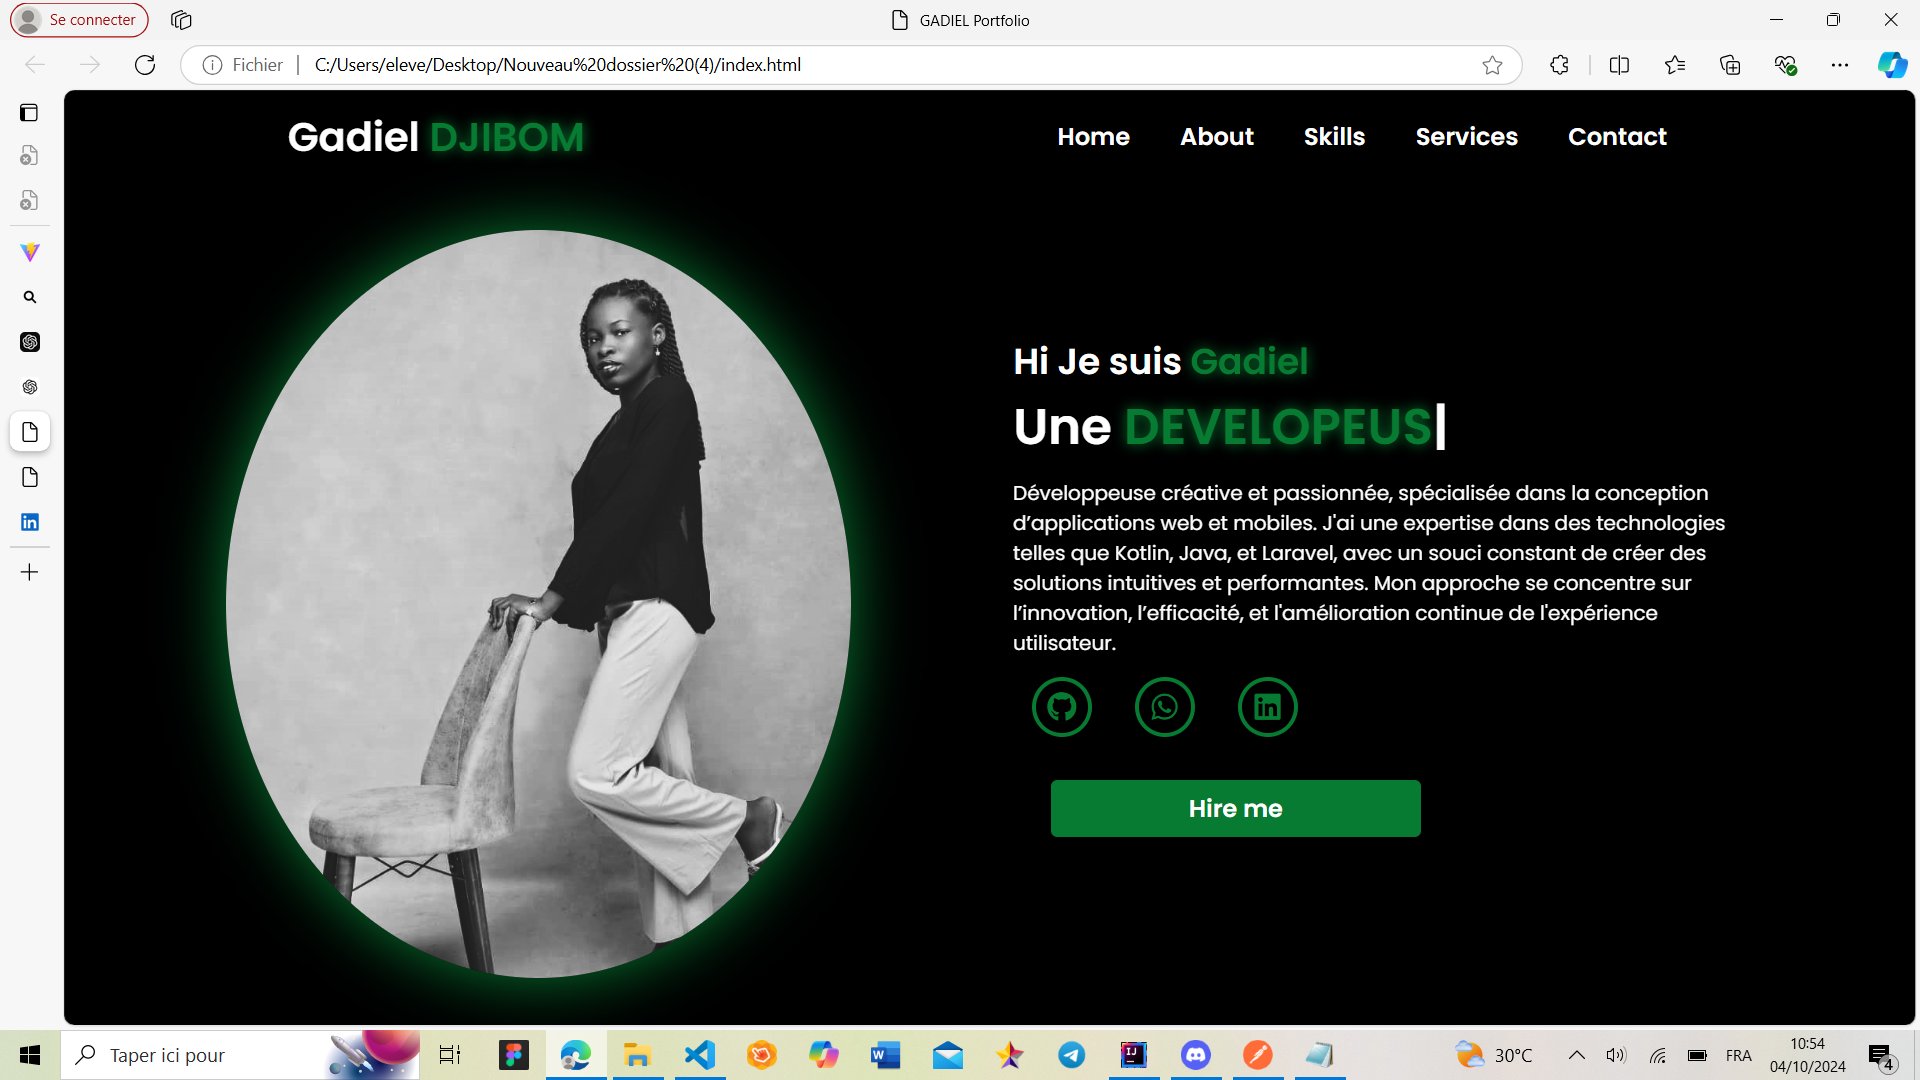 Se connecter
GADIEL Portfolio
Fichier
C:/Users/eleve/Desktop/Nouveau%20dossier%20(4)/index.html
Gadiel DJIBOM
Home About Skills Services Contact
Hi Je suis Gadiel
Une DEVELOPEUS|
Développeuse créative et passionnée, spécialisée dans la conception
d’applications web et mobiles. J'ai une expertise dans des technologies
telles que Kotlin, Java, et Laravel, avec un souci constant de créer des
solutions intuitives et performantes. Mon approche se concentre sur
l’innovation, l’efficacité, et l'amélioration continue de l'expérience
utilisateur.
Hire me
Taper ici pour
30°C
FRA
10:54
04/10/2024
4